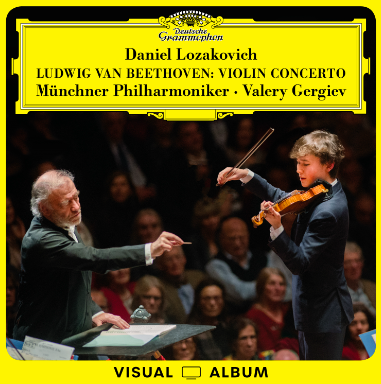 Deutsche
Grammophon
Daniel Lozakovich
LUDWIG VAN BEETHOVEN: VIOLIN CONCERTO
Münchner Philharmoniker · Valery Gergiev
VISUAL ALBUM